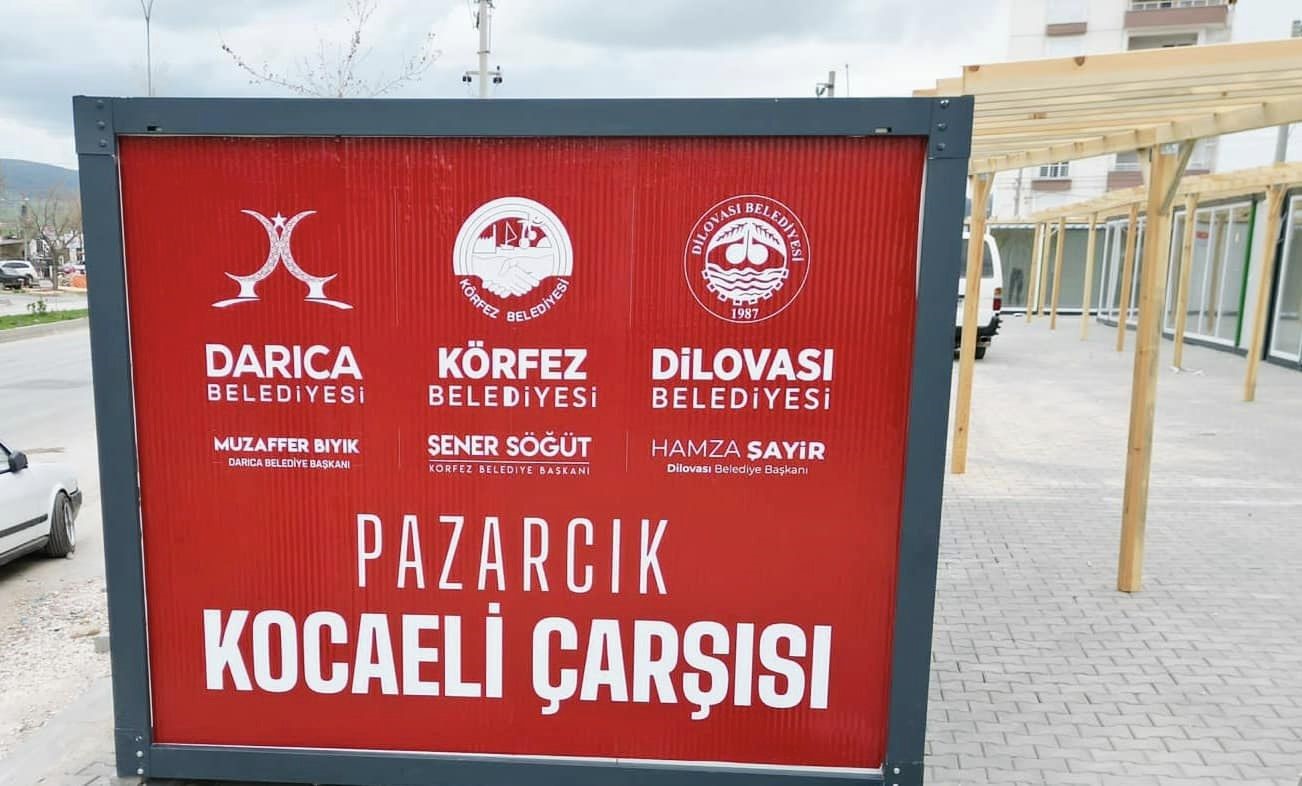 KÖRFEZ BELEDİYESİ
DİLOVASI BELEDİYESİ
1987
DARICA
BELEDİYESİ
KÖRFEZ
BELEDİYESİ
DİLOVASI
BELEDİYESİ
MUZAFFER BIYIK
DARICA BELEDİYE BAŞKANI
ŞENER SÖĞÜT
KÖRFEZ BELEDİYE BAŞKANI
HAMZA ŞAYİR
Dilovası Belediye Başkanı
PAZARCIK
KOCAELİ ÇARŞISI